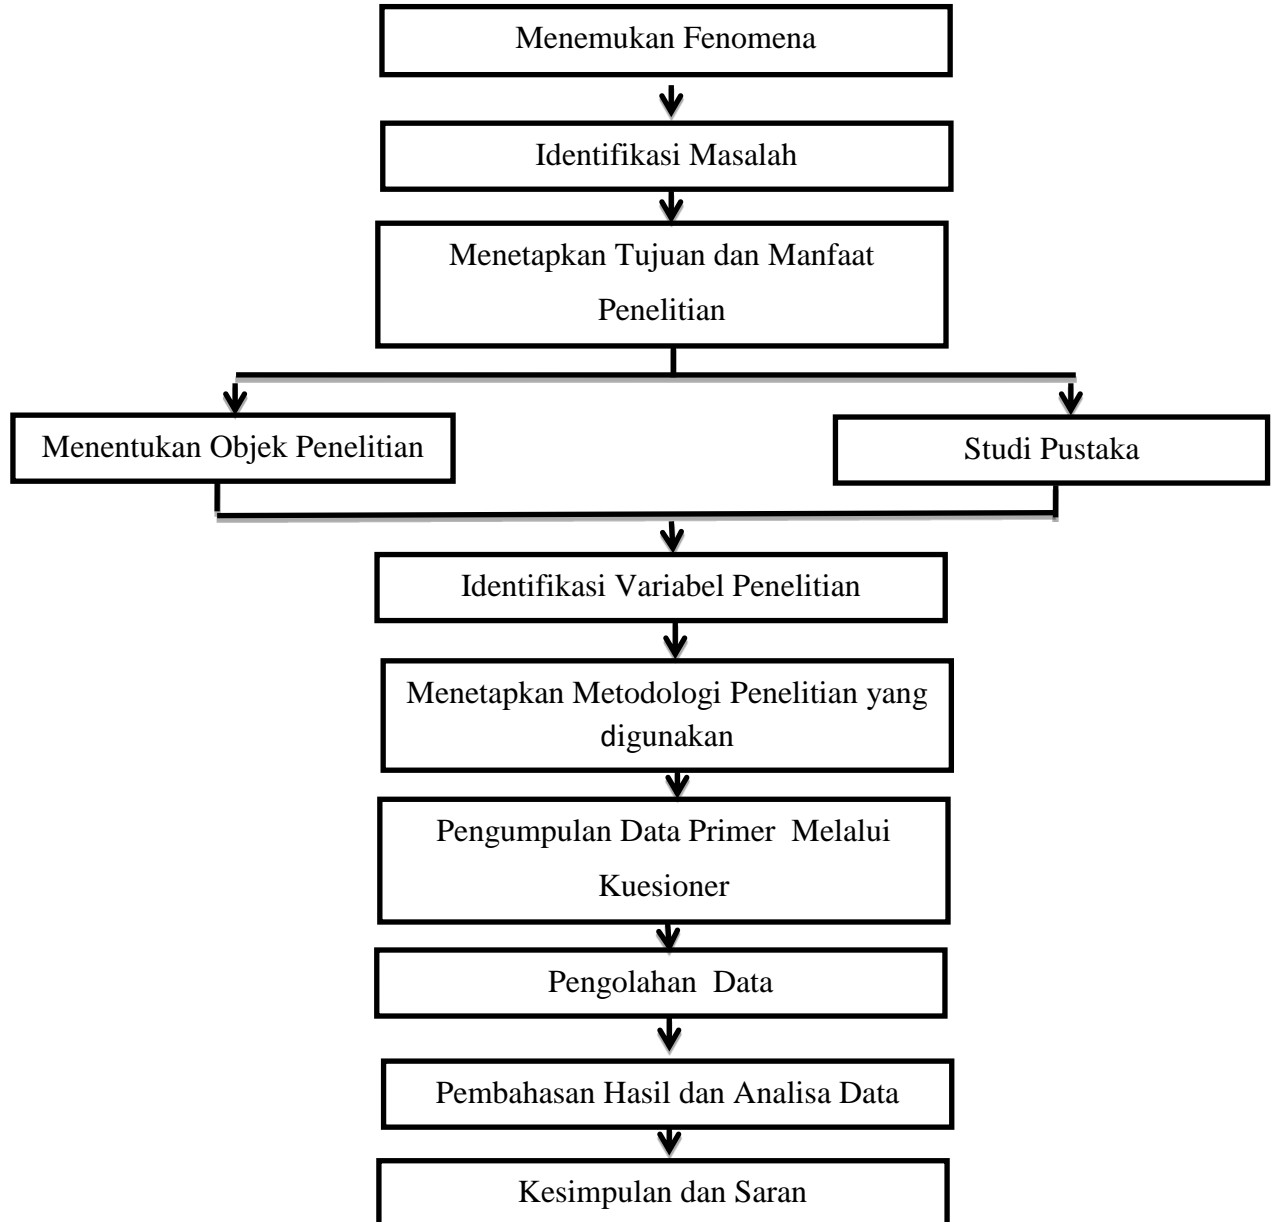 Menemukan Fenomena
Identifikasi Masalah
Menetapkan Tujuan dan Manfaat
Penelitian
Menentukan Objek Penelitian
Studi Pustaka
Identifikasi Variabel Penelitian
Menetapkan Metodologi Penelitian yang
digunakan
Pengumpulan Data Primer  Melalui
Kuesioner
Pengolahan  Data
Pembahasan Hasil dan Analisa Data
Kesimpulan dan Saran